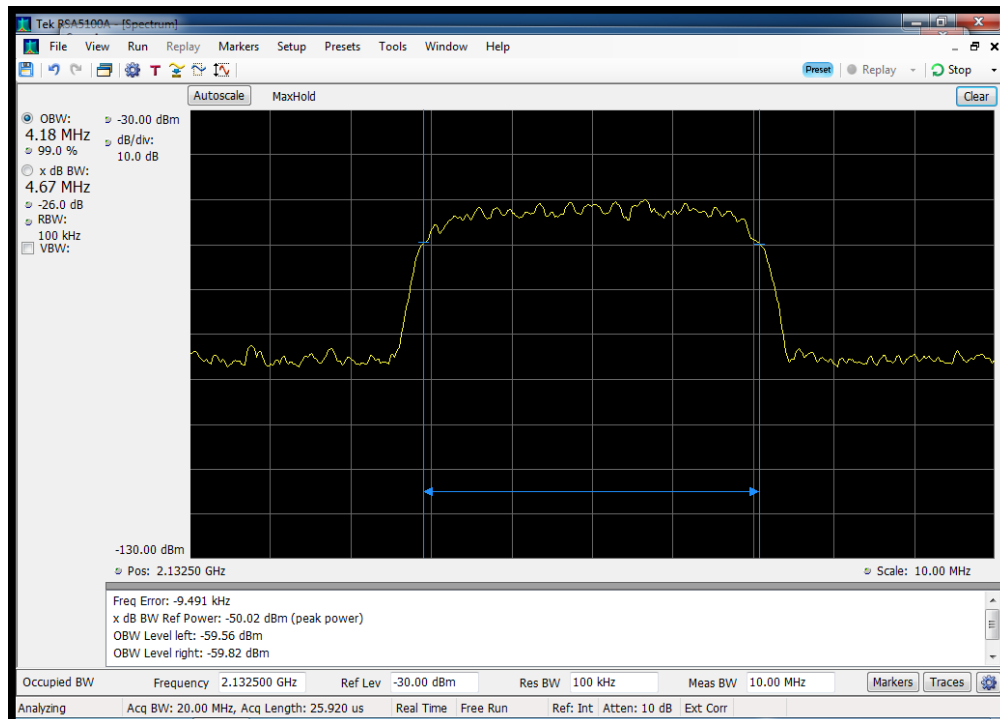 Tek RSA5100A - [Spectrum]
File View Run Replay Markers Setup Presets Tools Window Help
Preset Replay Stop
Autoscale MaxHold Clear
OBW:
4.18 MHz
99.0 %
x dB BW:
4.67 MHz
-26.0 dB
RBW:
100 kHz
VBW:
-30.00 dBm
dB/div:
10.0 dB
-130.00 dBm
Pos: 2.13250 GHz Scale: 10.00 MHz
Freq Error: -9.491 kHz
x dB BW Ref Power: -50.02 dBm (peak power)
OBW Level left: -59.56 dBm
OBW Level right: -59.82 dBm
Occupied BW Frequency 2.132500 GHz Ref Lev -30.00 dBm Res BW 100 kHz Meas BW 10.00 MHz Markers Traces
Analyzing Acq BW: 20.00 MHz, Acq Length: 25.920 us Real Time Free Run Ref: Int Atten: 10 dB Ext Corr